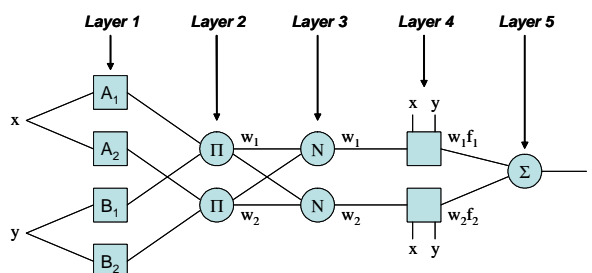 Layer 1 Layer 2 Layer 3 Layer 4 Layer 5
A₁
x y
x
w₁ w₁ w₁f₁
A₂ Π N
Σ
B₁ Π N
w₂ w₂ w₂f₂
y
x y
B₂